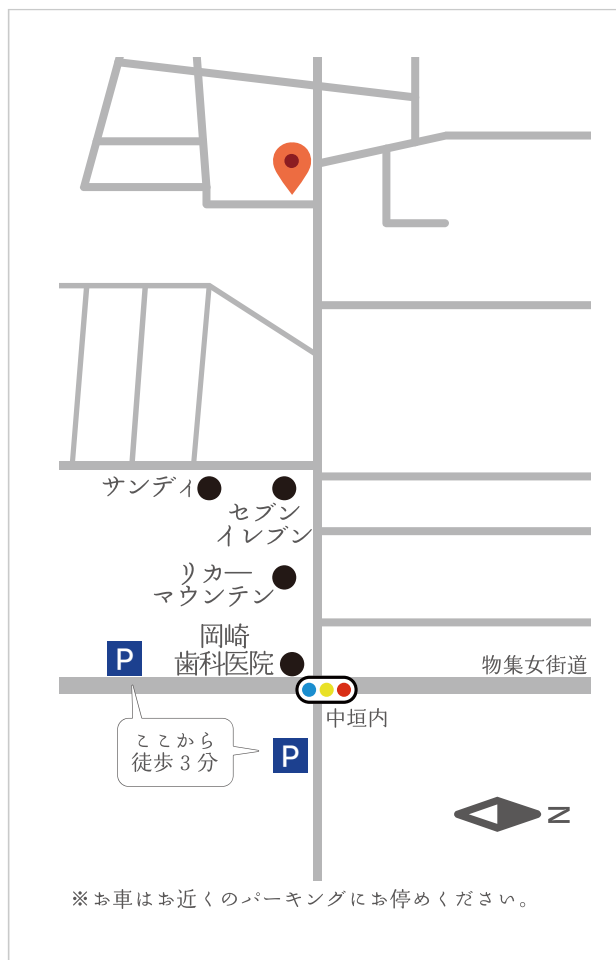 サンディ
セブン
イレブン
リカー
マウンテン
岡崎
歯科医院
P
物集女街道
中垣内
ここから
徒歩3分
P
N
※お車はお近くのパーキングにお停めください。